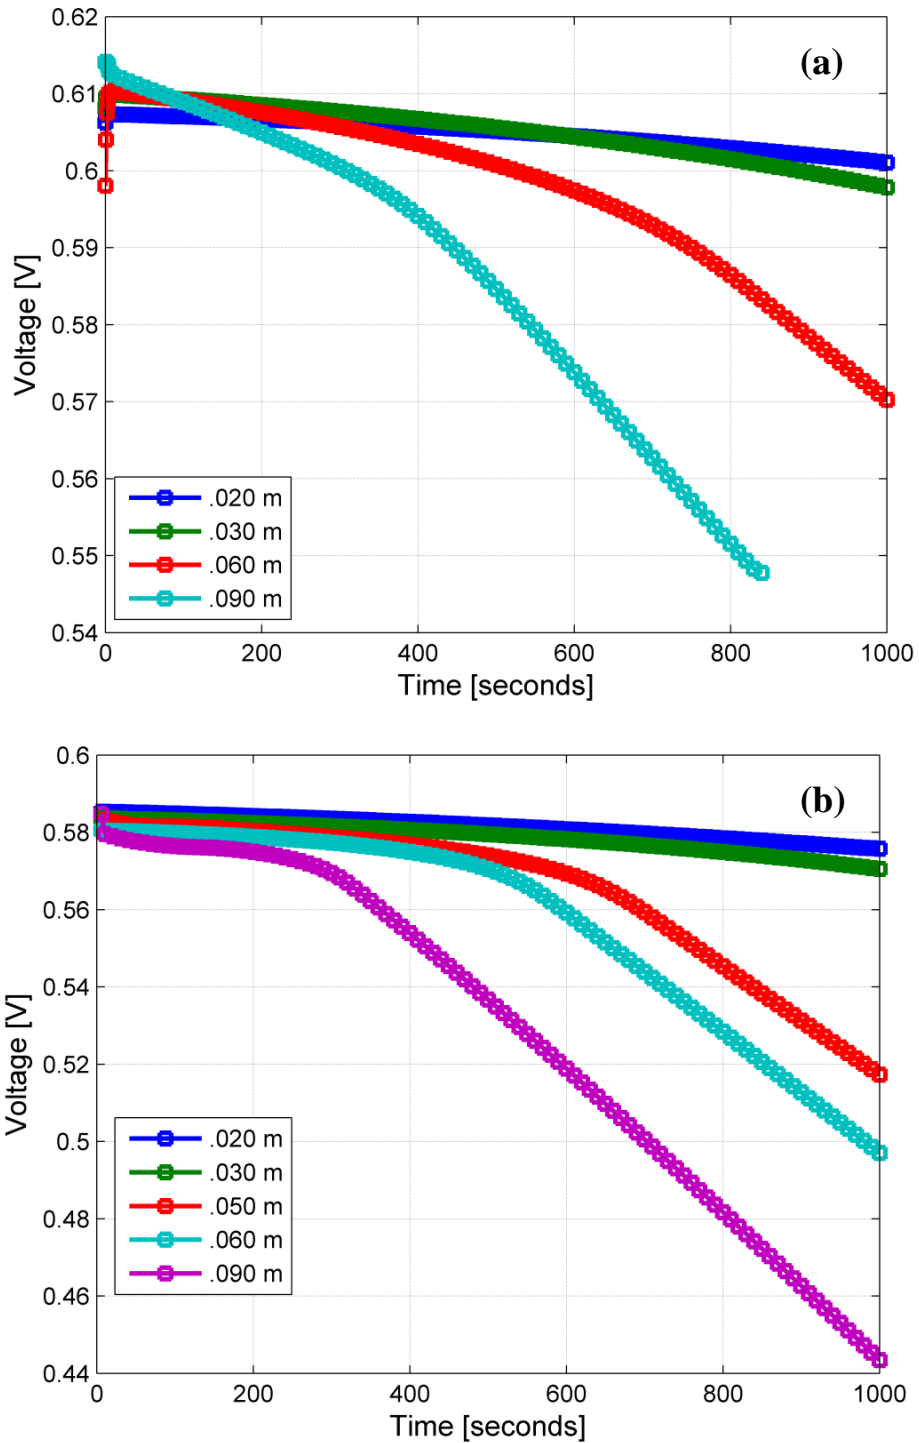 (a)
Voltage [V]
0.62
0.61
0.6
0.59
0.58
0.57
0.56
0.55
0.54
.020 m
.030 m
.060 m
.090 m
0 200 400 600 800 1000
Time [seconds]
(b)
Voltage [V]
0.6
0.58
0.56
0.54
0.52
0.5
0.48
0.46
0.44
.020 m
.030 m
.050 m
.060 m
.090 m
0 200 400 600 800 1000
Time [seconds]